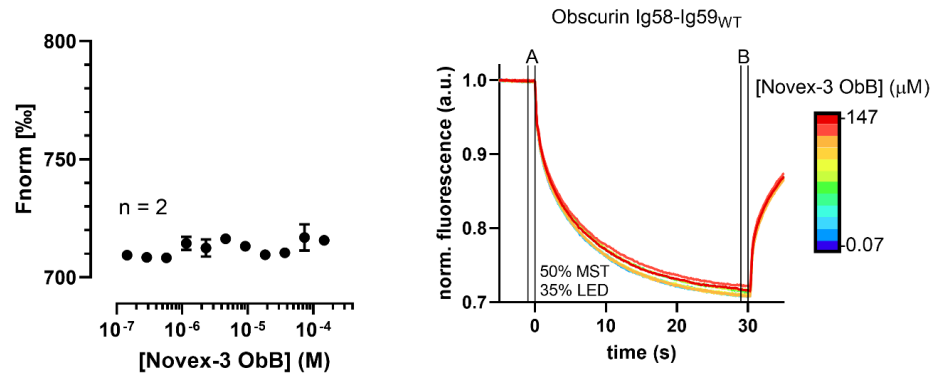 Obscurin Ig58-Ig59WT
Fnorm [‰]
800
750
700
n = 2
10-7
10-6
10-5
10-4
[Novex-3 ObB] (M)
norm. fluorescence (a.u.)
1.0
0.9
0.8
0.7
A
B
50% MST
35% LED
0
10
20
30
time (s)
[Novex-3 ObB] (μM)
147
0.07